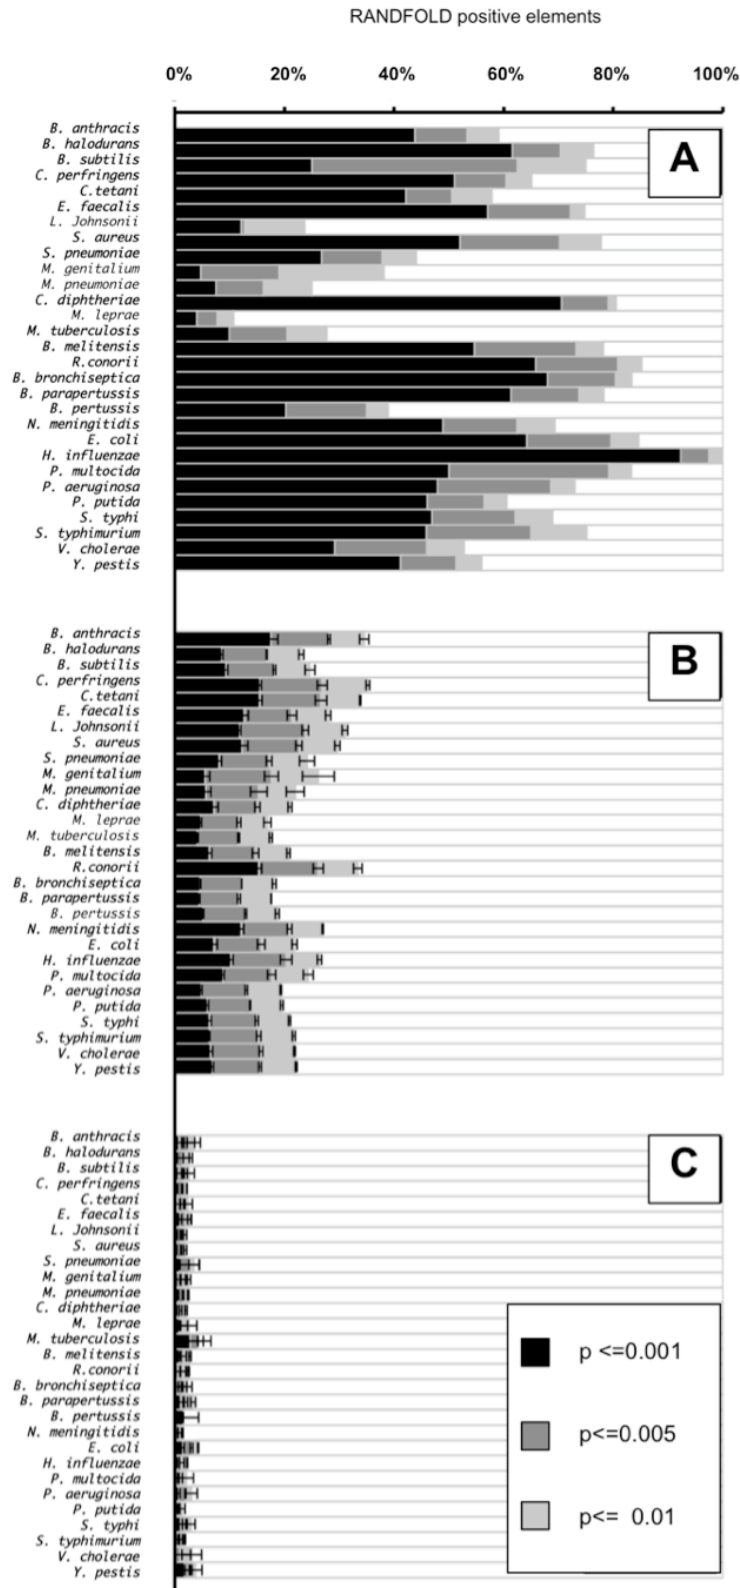 RANDFOLD positive elements
0% 20% 40% 60% 80% 100%
B. anthracis
B. halodurans
B. subtilis
C. perfringens
C.tetani
E. faecalis
L. Johnsonii
S. aureus
S. pneumoniae
M. genitalium
M. pneumoniae
C. diphtheriae
M. leprae
M. tuberculosis
B. melitensis
R.conorii
B. bronchiseptica
B. parapertussis
B. pertussis
N. meningitidis
E. coli
H. influenzae
P. multocida
P. aeruginosa
P. putida
S. typhi
S. typhimurium
V. cholerae
Y. pestis
A
B. anthracis
B. halodurans
B. subtilis
C. perfringens
C.tetani
E. faecalis
L. Johnsonii
S. aureus
S. pneumoniae
M. genitalium
M. pneumoniae
C. diphtheriae
M. leprae
M. tuberculosis
B. melitensis
R.conorii
B. bronchiseptica
B. parapertussis
B. pertussis
N. meningitidis
E. coli
H. influenzae
P. multocida
P. aeruginosa
P. putida
S. typhi
S. typhimurium
V. cholerae
Y. pestis
B
B. anthracis
B. halodurans
B. subtilis
C. perfringens
C.tetani
E. faecalis
L. Johnsonii
S. aureus
S. pneumoniae
M. genitalium
M. pneumoniae
C. diphtheriae
M. leprae
M. tuberculosis
B. melitensis
R.conorii
B. bronchiseptica
B. parapertussis
B. pertussis
N. meningitidis
E. coli
H. influenzae
P. multocida
P. aeruginosa
P. putida
S. typhi
S. typhimurium
V. cholerae
Y. pestis
C
p <=0.001
p<=0.005
p<= 0.01